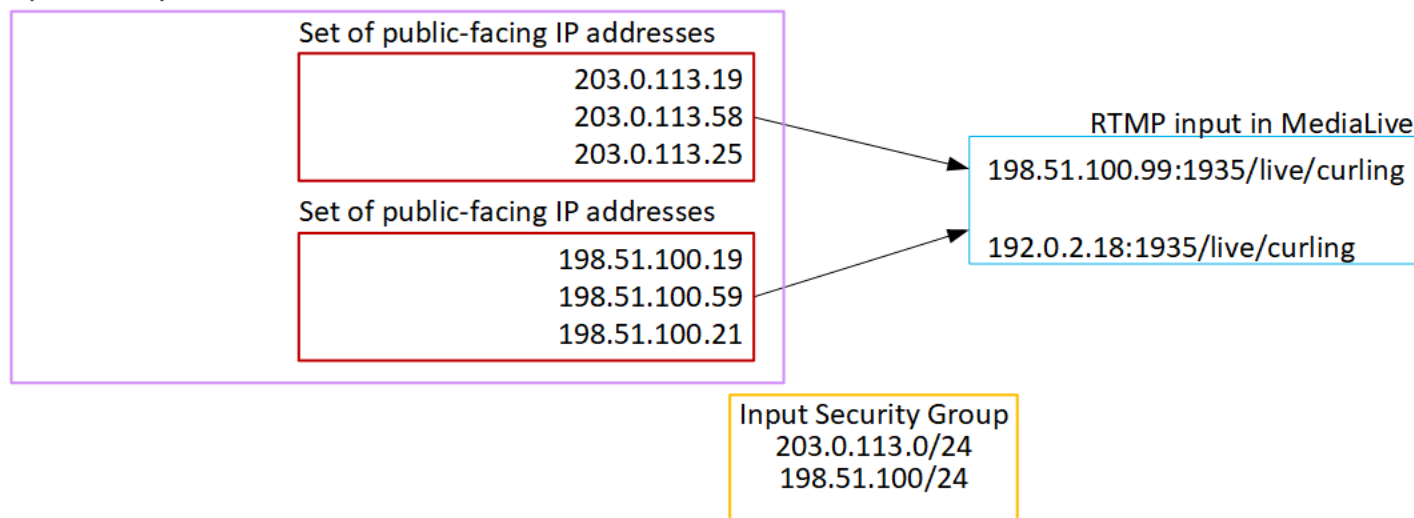 Set of public-facing IP addresses
203.0.113.19
203.0.113.58
203.0.113.25
Set of public-facing IP addresses
198.51.100.19
198.51.100.59
198.51.100.21
RTMP input in MediaLive
198.51.100.99:1935/live/curling
192.0.2.18:1935/live/curling
Input Security Group
203.0.113.0/24
198.51.100/24